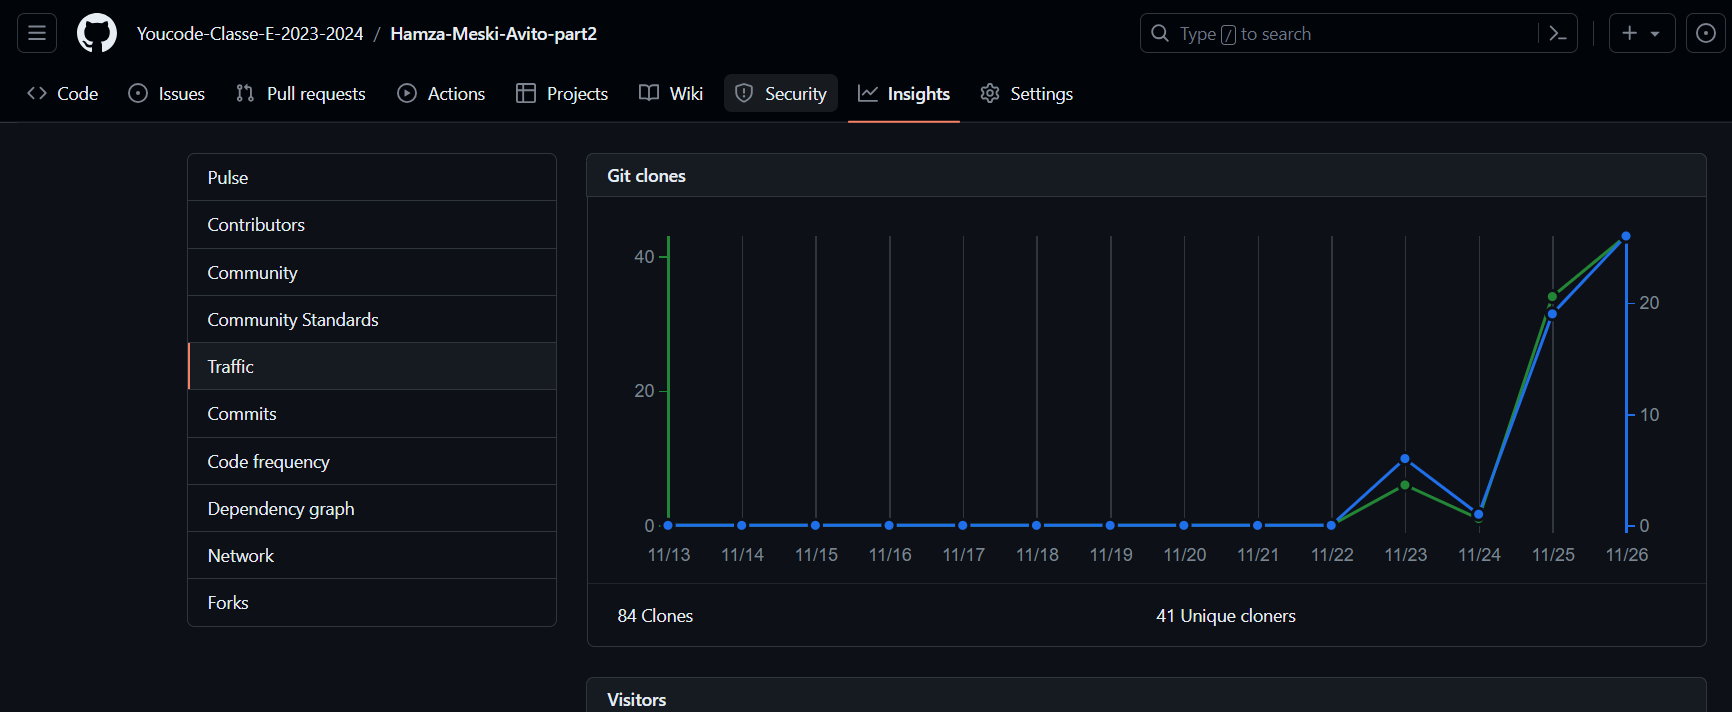 Youcode-Classe-E-2023-2024 / Hamza-Meski-Avito-part2
Type / to search
Code Issues Pull requests Actions Projects Wiki Security Insights Settings
Pulse
Contributors
Community
Community Standards
Traffic
Commits
Code frequency
Dependency graph
Network
Forks
Git clones
40
20
0
20
10
0
11/13 11/14 11/15 11/16 11/17 11/18 11/19 11/20 11/21 11/22 11/23 11/24 11/25 11/26
84 Clones
41 Unique cloners
Visitors